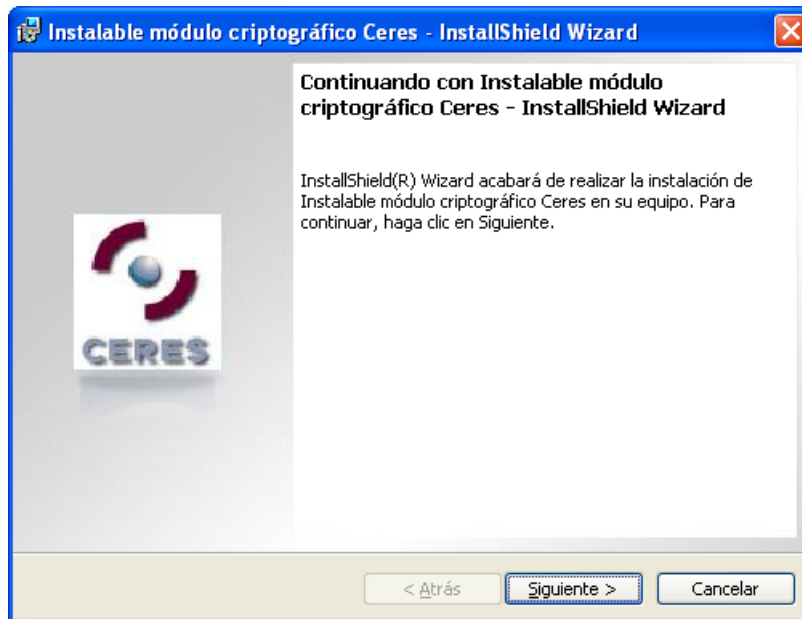 Instalable módulo criptográfico Ceres - InstallShield Wizard
Continuando con Instalable módulo
criptográfico Ceres - InstallShield Wizard
InstallShield(R) Wizard acabará de realizar la instalación de
Instalable módulo criptográfico Ceres en su equipo. Para
continuar, haga clic en Siguiente.
CERES
< Atrás
Siguiente >
Cancelar